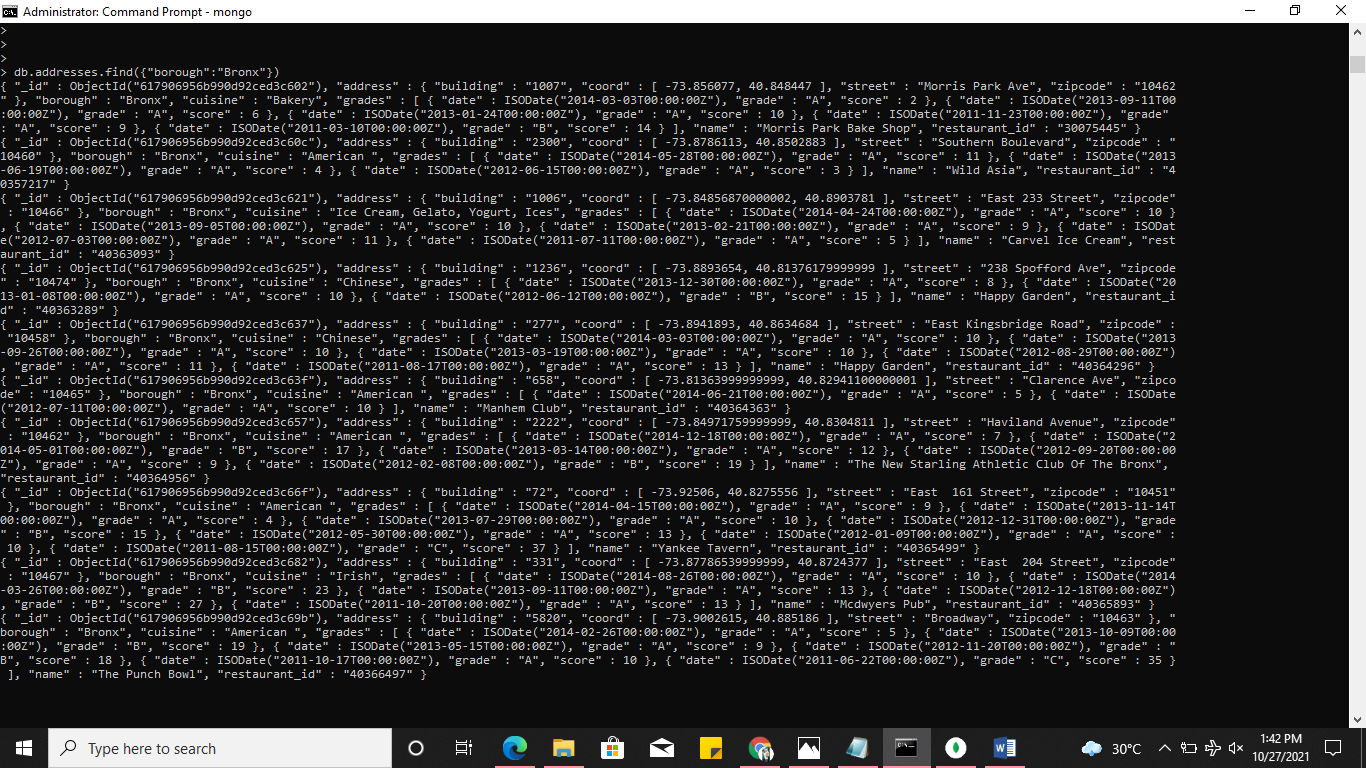 Administrator: Command Prompt - mongo
>
>
>
> db.addresses.find({"borough":"Bronx"})
{ "_id" : ObjectId("617906956b990d92ced3c602"), "address" : { "building" : "1007", "coord" : [ -73.856077, 40.848447 ], "street" : "Morris Park Ave", "zipcode" : "10462
" }, "borough" : "Bronx", "cuisine" : "Bakery", "grades" : [ { "date" : ISODate("2014-03-03T00:00:00Z"), "grade" : "A", "score" : 2 }, { "date" : ISODate("2013-09-11T00
:00:00Z"), "grade" : "A", "score" : 6 }, { "date" : ISODate("2013-01-24T00:00:00Z"), "grade" : "A", "score" : 10 }, { "date" : ISODate("2011-11-23T00:00:00Z"), "grade"
: "A", "score" : 9 }, { "date" : ISODate("2011-03-10T00:00:00Z"), "grade" : "B", "score" : 14 } ], "name" : "Morris Park Bake Shop", "restaurant_id" : "30075445" }
{ "_id" : ObjectId("617906956b990d92ced3c60c"), "address" : { "building" : "2300", "coord" : [ -73.8786113, 40.8502883 ], "street" : "Southern Boulevard", "zipcode" : "
10460" }, "borough" : "Bronx", "cuisine" : "American ", "grades" : [ { "date" : ISODate("2014-05-28T00:00:00Z"), "grade" : "A", "score" : 11 }, { "date" : ISODate("2013
-06-19T00:00:00Z"), "grade" : "A", "score" : 4 }, { "date" : ISODate("2012-06-15T00:00:00Z"), "grade" : "A", "score" : 3 } ], "name" : "Wild Asia", "restaurant_id" : "4
0357217" }
{ "_id" : ObjectId("617906956b990d92ced3c621"), "address" : { "building" : "1006", "coord" : [ -73.84856870000002, 40.8903781 ], "street" : "East 233 Street", "zipcode"
 : "10466" }, "borough" : "Bronx", "cuisine" : "Ice Cream, Gelato, Yogurt, Ices", "grades" : [ { "date" : ISODate("2014-04-24T00:00:00Z"), "grade" : "A", "score" : 10 }
, { "date" : ISODate("2013-09-05T00:00:00Z"), "grade" : "A", "score" : 10 }, { "date" : ISODate("2013-02-21T00:00:00Z"), "grade" : "A", "score" : 9 }, { "date" : ISODat
e("2012-07-03T00:00:00Z"), "grade" : "A", "score" : 11 }, { "date" : ISODate("2011-07-11T00:00:00Z"), "grade" : "A", "score" : 5 } ], "name" : "Carvel Ice Cream", "rest
aurant_id" : "40363093" }
{ "_id" : ObjectId("617906956b990d92ced3c625"), "address" : { "building" : "1236", "coord" : [ -73.8893654, 40.81376179999999 ], "street" : "238 Spofford Ave", "zipcode
" : "10474" }, "borough" : "Bronx", "cuisine" : "Chinese", "grades" : [ { "date" : ISODate("2013-12-30T00:00:00Z"), "grade" : "A", "score" : 8 }, { "date" : ISODate("20
13-01-08T00:00:00Z"), "grade" : "A", "score" : 10 }, { "date" : ISODate("2012-06-12T00:00:00Z"), "grade" : "B", "score" : 15 } ], "name" : "Happy Garden", "restaurant_i
d" : "40363289" }
{ "_id" : ObjectId("617906956b990d92ced3c637"), "address" : { "building" : "277", "coord" : [ -73.8941893, 40.8634684 ], "street" : "East Kingsbridge Road", "zipcode" :
 "10458" }, "borough" : "Bronx", "cuisine" : "Chinese", "grades" : [ { "date" : ISODate("2014-03-03T00:00:00Z"), "grade" : "A", "score" : 10 }, { "date" : ISODate("2013
-09-26T00:00:00Z"), "grade" : "A", "score" : 10 }, { "date" : ISODate("2013-03-19T00:00:00Z"), "grade" : "A", "score" : 10 }, { "date" : ISODate("2012-08-29T00:00:00Z")
, "grade" : "A", "score" : 11 }, { "date" : ISODate("2011-08-17T00:00:00Z"), "grade" : "A", "score" : 13 } ], "name" : "Happy Garden", "restaurant_id" : "40364296" }
{ "_id" : ObjectId("617906956b990d92ced3c63f"), "address" : { "building" : "658", "coord" : [ -73.81363999999999, 40.82941100000001 ], "street" : "Clarence Ave", "zipco
de" : "10465" }, "borough" : "Bronx", "cuisine" : "American ", "grades" : [ { "date" : ISODate("2014-06-21T00:00:00Z"), "grade" : "A", "score" : 5 }, { "date" : ISODate
("2012-07-11T00:00:00Z"), "grade" : "A", "score" : 10 } ], "name" : "Manhem Club", "restaurant_id" : "40364363" }
{ "_id" : ObjectId("617906956b990d92ced3c657"), "address" : { "building" : "2222", "coord" : [ -73.84971759999999, 40.8304811 ], "street" : "Haviland Avenue", "zipcode"
 : "10462" }, "borough" : "Bronx", "cuisine" : "American ", "grades" : [ { "date" : ISODate("2014-12-18T00:00:00Z"), "grade" : "A", "score" : 7 }, { "date" : ISODate("2
014-05-01T00:00:00Z"), "grade" : "B", "score" : 17 }, { "date" : ISODate("2013-03-14T00:00:00Z"), "grade" : "A", "score" : 12 }, { "date" : ISODate("2012-09-20T00:00:00
Z"), "grade" : "A", "score" : 9 }, { "date" : ISODate("2012-02-08T00:00:00Z"), "grade" : "B", "score" : 19 } ], "name" : "The New Starling Athletic Club Of The Bronx",
"restaurant_id" : "40364956" }
{ "_id" : ObjectId("617906956b990d92ced3c66f"), "address" : { "building" : "72", "coord" : [ -73.92506, 40.8275556 ], "street" : "East  161 Street", "zipcode" : "10451"
 }, "borough" : "Bronx", "cuisine" : "American ", "grades" : [ { "date" : ISODate("2014-04-15T00:00:00Z"), "grade" : "A", "score" : 9 }, { "date" : ISODate("2013-11-14T
00:00:00Z"), "grade" : "A", "score" : 4 }, { "date" : ISODate("2013-07-29T00:00:00Z"), "grade" : "A", "score" : 10 }, { "date" : ISODate("2012-12-31T00:00:00Z"), "grade
" : "B", "score" : 15 }, { "date" : ISODate("2012-05-30T00:00:00Z"), "grade" : "A", "score" : 13 }, { "date" : ISODate("2012-01-09T00:00:00Z"), "grade" : "A", "score" :
 10 }, { "date" : ISODate("2011-08-15T00:00:00Z"), "grade" : "C", "score" : 37 } ], "name" : "Yankee Tavern", "restaurant_id" : "40365499" }
{ "_id" : ObjectId("617906956b990d92ced3c682"), "address" : { "building" : "331", "coord" : [ -73.87786539999999, 40.8724377 ], "street" : "East  204 Street", "zipcode"
 : "10467" }, "borough" : "Bronx", "cuisine" : "Irish", "grades" : [ { "date" : ISODate("2014-08-26T00:00:00Z"), "grade" : "A", "score" : 10 }, { "date" : ISODate("2014
-03-26T00:00:00Z"), "grade" : "B", "score" : 23 }, { "date" : ISODate("2013-09-11T00:00:00Z"), "grade" : "A", "score" : 13 }, { "date" : ISODate("2012-12-18T00:00:00Z")
, "grade" : "B", "score" : 27 }, { "date" : ISODate("2011-10-20T00:00:00Z"), "grade" : "A", "score" : 13 } ], "name" : "Mcdwyers Pub", "restaurant_id" : "40365893" }
{ "_id" : ObjectId("617906956b990d92ced3c69b"), "address" : { "building" : "5820", "coord" : [ -73.9002615, 40.885186 ], "street" : "Broadway", "zipcode" : "10463" }, "
borough" : "Bronx", "cuisine" : "American ", "grades" : [ { "date" : ISODate("2014-02-26T00:00:00Z"), "grade" : "A", "score" : 5 }, { "date" : ISODate("2013-10-09T00:00
:00Z"), "grade" : "B", "score" : 19 }, { "date" : ISODate("2013-05-15T00:00:00Z"), "grade" : "A", "score" : 9 }, { "date" : ISODate("2012-11-20T00:00:00Z"), "grade" : "
B", "score" : 18 }, { "date" : ISODate("2011-10-17T00:00:00Z"), "grade" : "A", "score" : 10 }, { "date" : ISODate("2011-06-22T00:00:00Z"), "grade" : "C", "score" : 35 }
 ], "name" : "The Punch Bowl", "restaurant_id" : "40366497" }
Type here to search
30°C
1:42 PM
10/27/2021